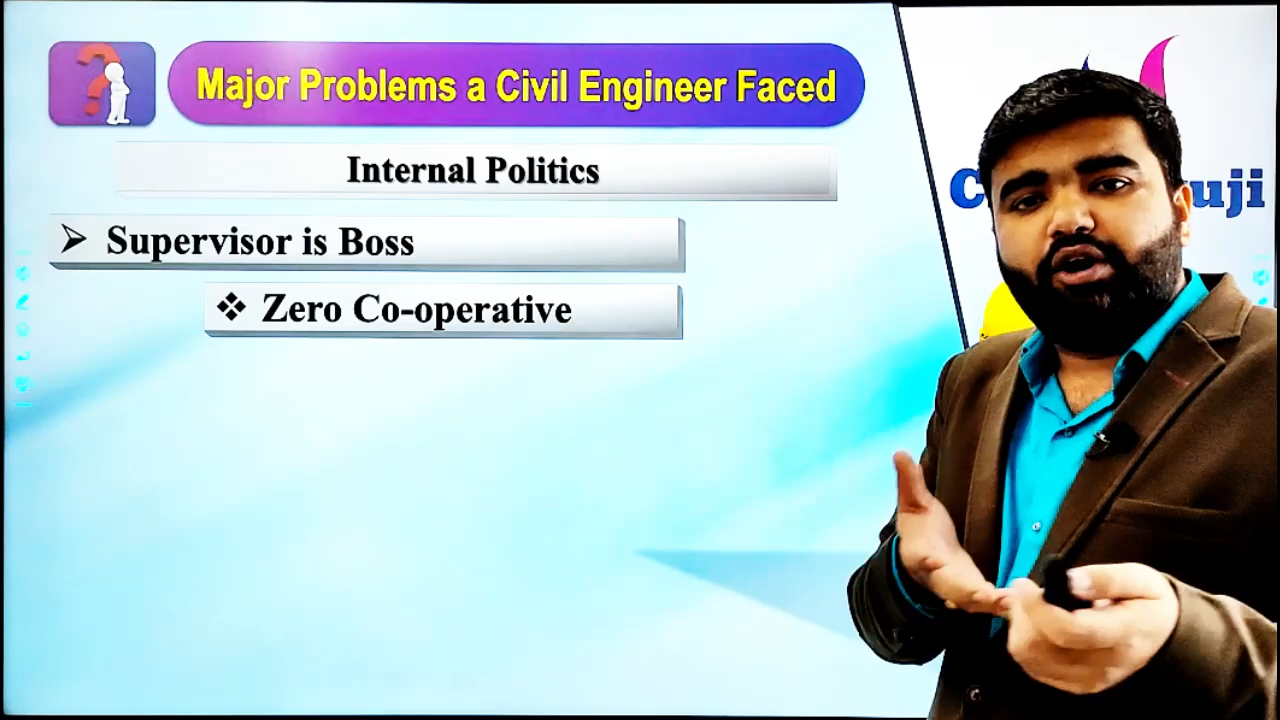 Major Problems a Civil Engineer Faced
Internal Politics
Supervisor is Boss
Zero Co-operative